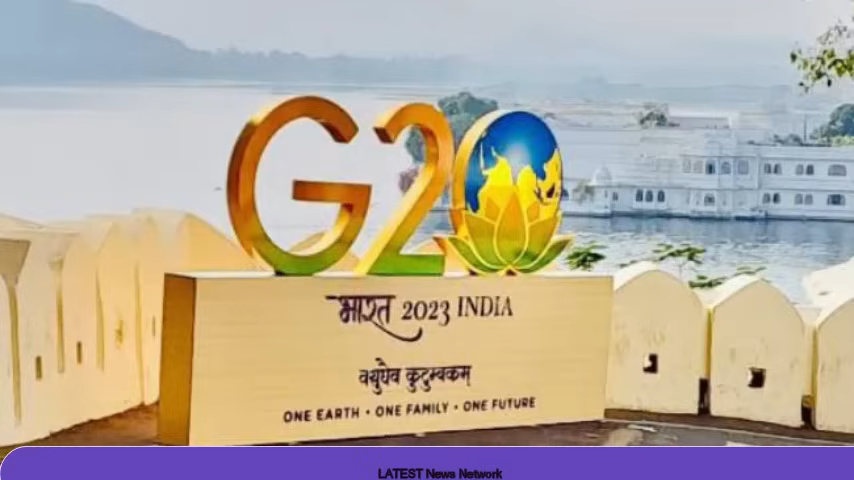 G20
भारत 2023 INDIA
वसुधैव कुटुम्बकम्
ONE EARTH • ONE FAMILY • ONE FUTURE
LATEST News Network